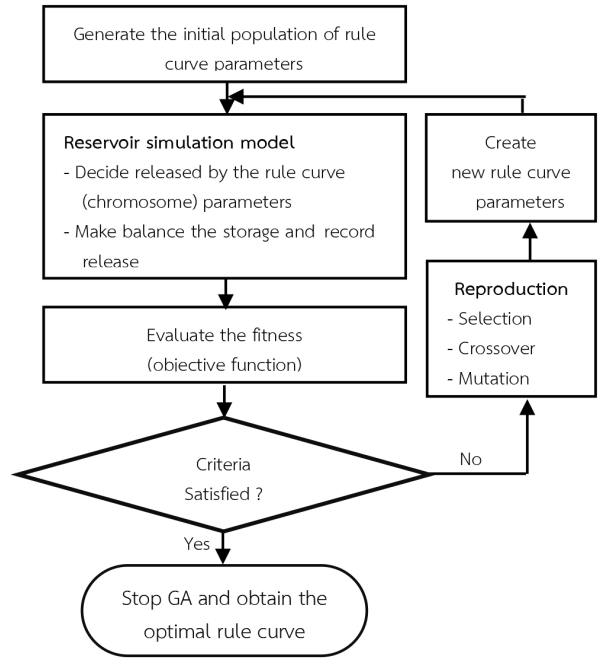 Generate the initial population of rule
curve parameters
Reservoir simulation model
- Decide released by the rule curve
(chromosome) parameters
- Make balance the storage and record
release
Evaluate the fitness
(objective function)
Criteria
Satisfied ?
No
Yes
Stop GA and obtain the
optimal rule curve
Create
new rule curve
parameters
Reproduction
- Selection
- Crossover
- Mutation